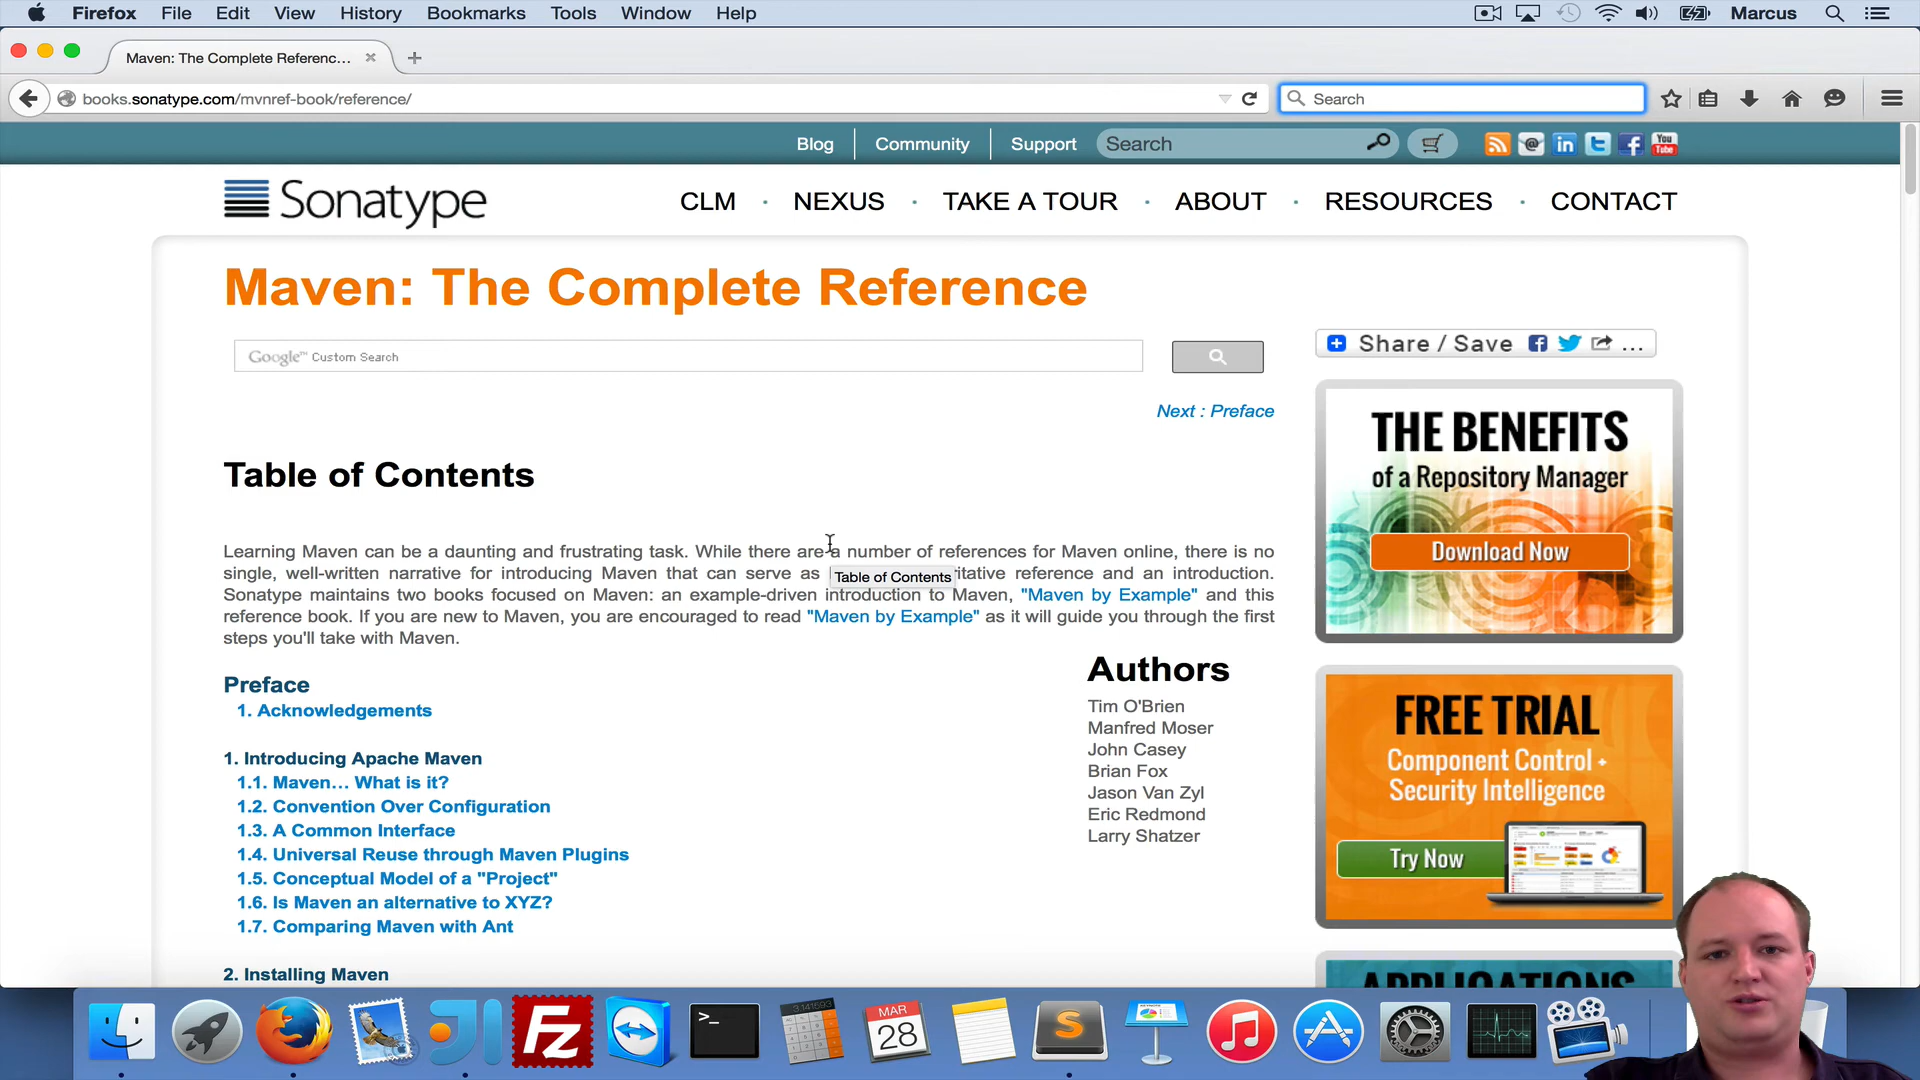 Firefox File Edit View History Bookmarks Tools Window Help Marcus
Maven: The Complete Referenc...
books.sonatype.com/mvnref-book/reference/ Search
Blog Community Support Search You Tube
Sonatype CLM NEXUS TAKE A TOUR ABOUT RESOURCES CONTACT
Maven: The Complete Reference
Google™ Custom Search
Share / Save ...
Next : Preface
Table of Contents
Learning Maven can be a daunting and frustrating task. While there are a number of references for Maven online, there is no
single, well-written narrative for introducing Maven that can serve as itative reference and an introduction.
Table of Contents
Sonatype maintains two books focused on Maven: an example-driven introduction to Maven, "Maven by Example" and this
reference book. If you are new to Maven, you are encouraged to read "Maven by Example" as it will guide you through the first
steps you'll take with Maven.
Authors
Tim O'Brien
Manfred Moser
John Casey
Brian Fox
Jason Van Zyl
Eric Redmond
Larry Shatzer
Preface
1. Acknowledgements
1. Introducing Apache Maven
1.1. Maven… What is it?
1.2. Convention Over Configuration
1.3. A Common Interface
1.4. Universal Reuse through Maven Plugins
1.5. Conceptual Model of a "Project"
1.6. Is Maven an alternative to XYZ?
1.7. Comparing Maven with Ant
2. Installing Maven
THE BENEFITS
of a Repository Manager
Download Now
FREE TRIAL
Component Control +
Security Intelligence
Try Now
APPLICATIONS
Fz
>_
3.141593
MAR
28
S